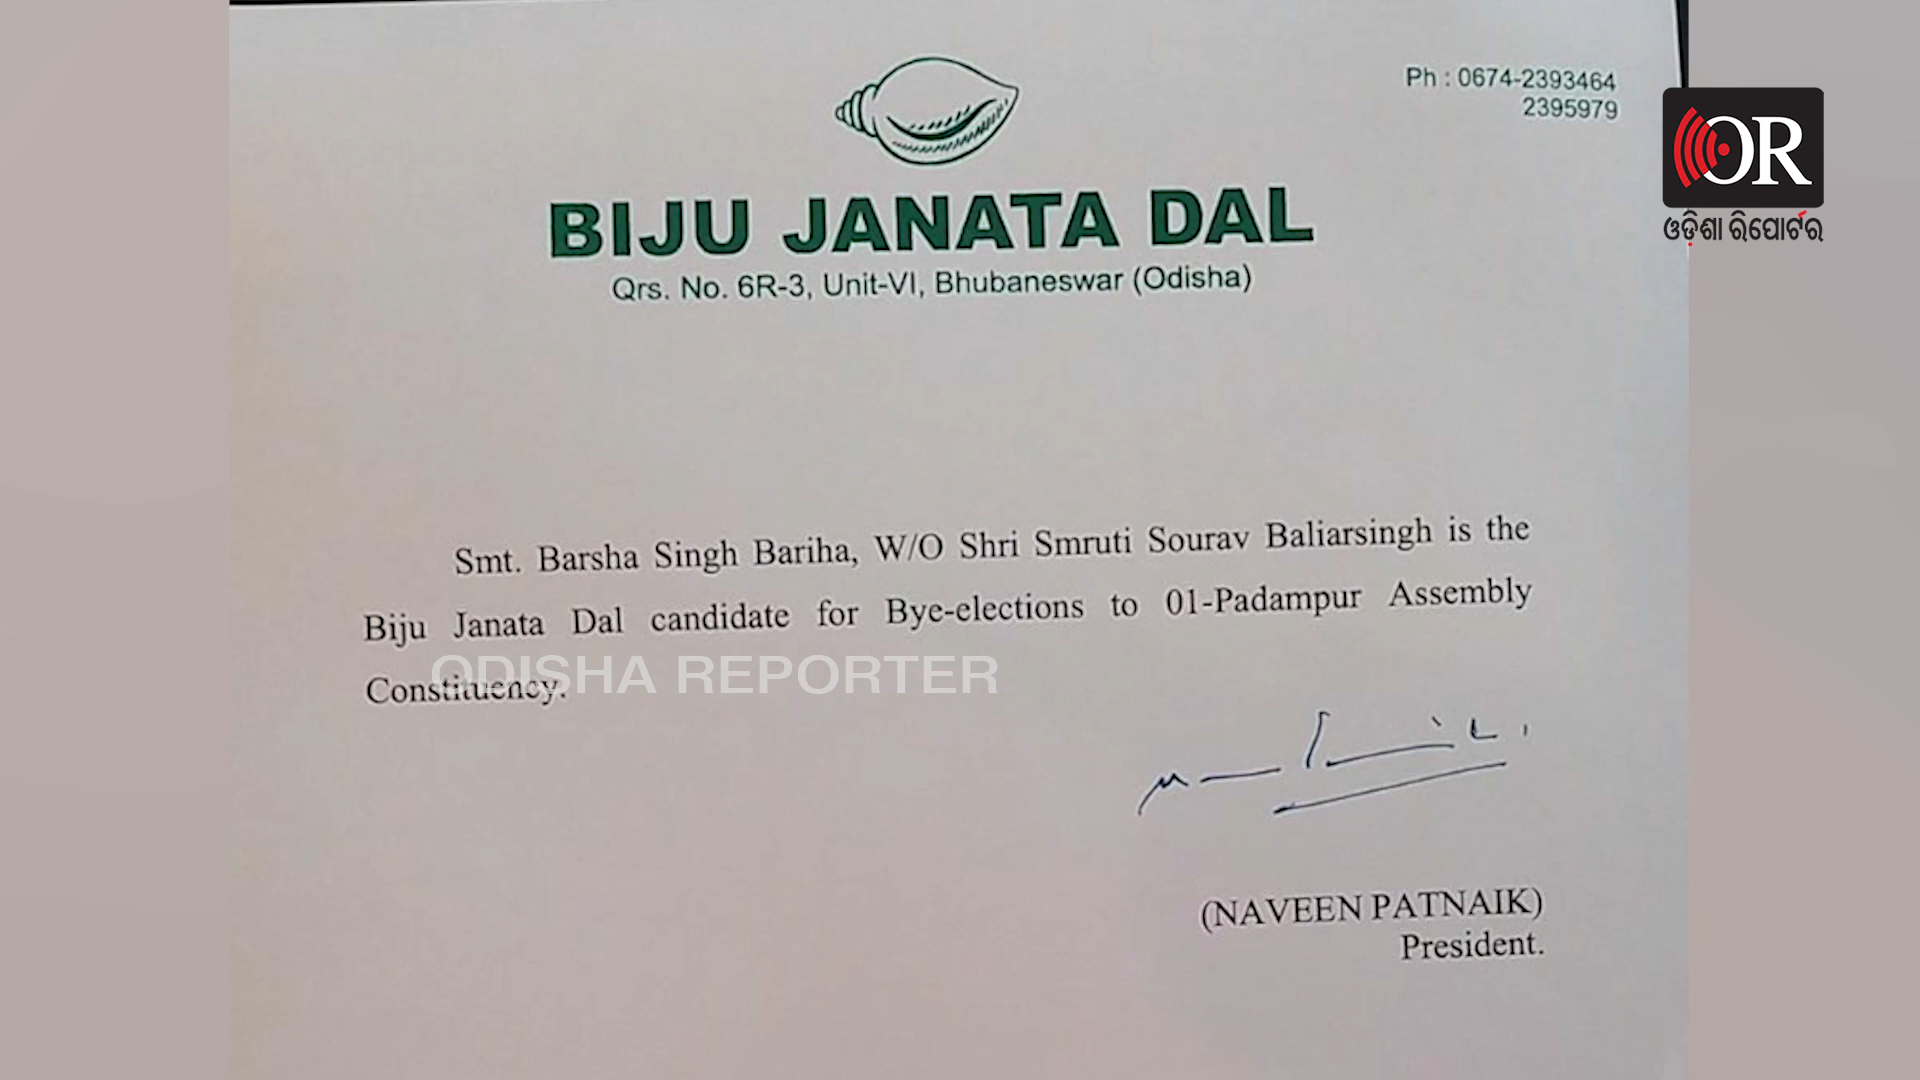 Ph : 0674-2393464
2395979
OR
ଓଡ଼ିଶା ରିପୋର୍ଟର
BIJU JANATA DAL
Qrs. No. 6R-3, Unit-VI, Bhubaneswar (Odisha)
Smt. Barsha Singh Bariha, W/O Shri Smruti Sourav Baliarsingh is the
Biju Janata Dal candidate for Bye-elections to 01-Padampur Assembly
Constituency.
ODISHA REPORTER
(NAVEEN PATNAIK)
President.